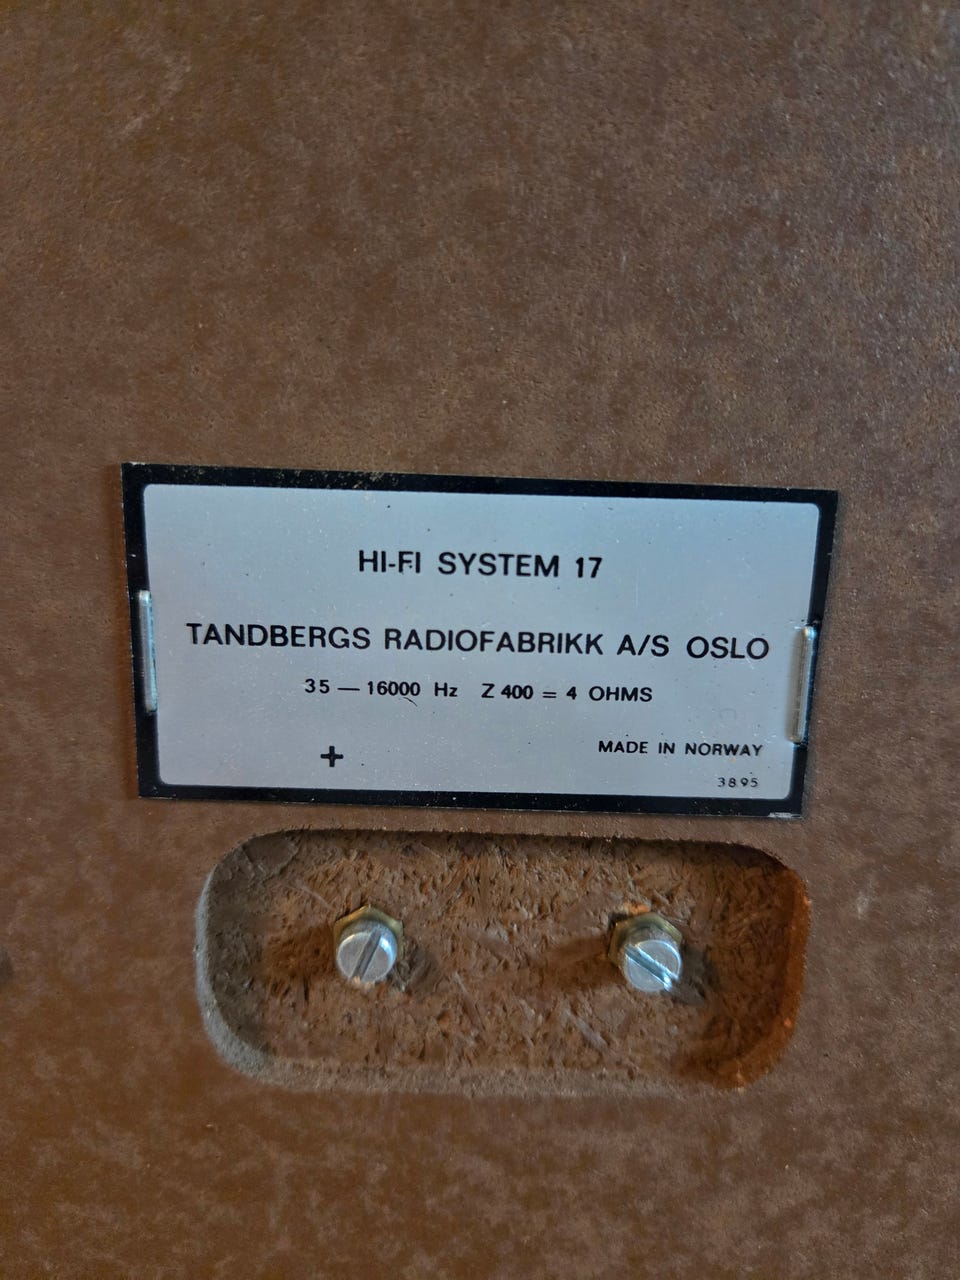 HI-FI SYSTEM 17
TANDBERGS RADIOFABRIKK A/S OSLO
35 — 16000 Hz Z 400 = 4 OHMS
+
MADE IN NORWAY
3895